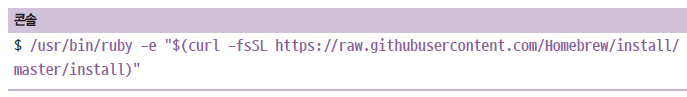 콘솔
$ /usr/bin/ruby -e "$(curl -fsSL https://raw.githubusercontent.com/Homebrew/install/
master/install)"